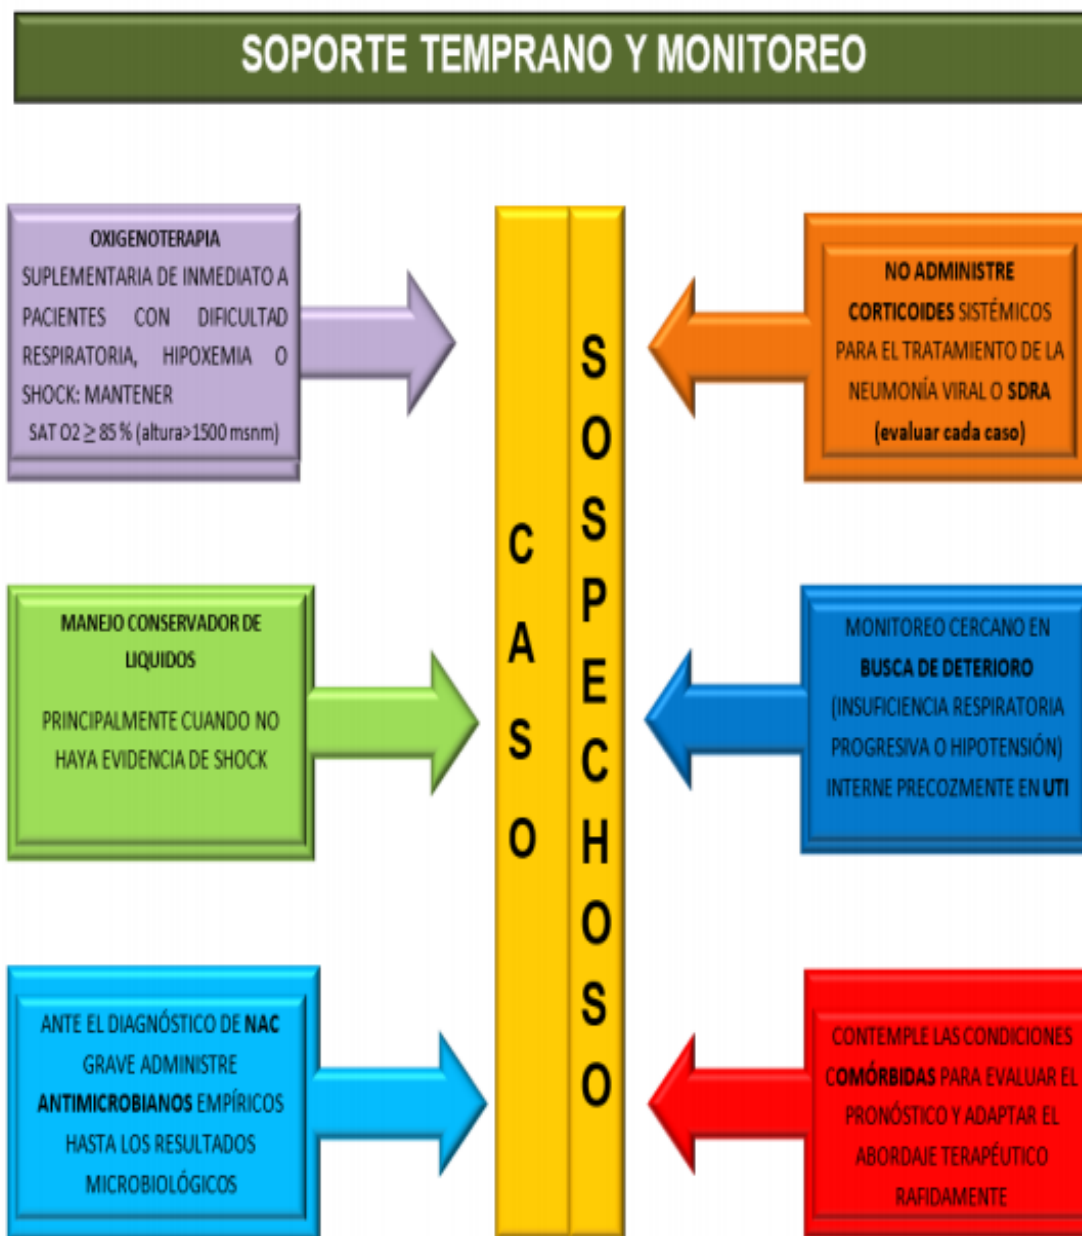 SOPORTE TEMPRANO Y MONITOREO
OXIGENOTERAPIA
SUPLEMENTARIA DE INMEDIATO A
PACIENTES CON DIFICULTAD
RESPIRATORIA, HIPOXEMIA O
SHOCK: MANTENER
SAT O2 ≥ 85 % (altura>1500 msnm)
MANEJO CONSERVADOR DE
LIQUIDOS
PRINCIPALMENTE CUANDO NO
HAYA EVIDENCIA DE SHOCK
ANTE EL DIAGNÓSTICO DE NAC
GRAVE ADMINISTRE
ANTIMICROBIANOS EMPÍRICOS
HASTA LOS RESULTADOS
MICROBIOLÓGICOS
CASO
SOSPECHOSO
NO ADMINISTRE
CORTICOIDES SISTÉMICOS
PARA EL TRATAMIENTO DE LA
NEUMONÍA VIRAL O SDRA
(evaluar cada caso)
MONITOREO CERCANO EN
BUSCA DE DETERIORO
(INSUFICIENCIA RESPIRATORIA
PROGRESIVA O HIPOTENSIÓN)
INTERNE PRECOZMENTE EN UTI
CONTEMPLE LAS CONDICIONES
COMÓRBIDAS PARA EVALUAR EL
PRONÓSTICO Y ADAPTAR EL
ABORDAJE TERAPÉUTICO
RAFIDAMENTE